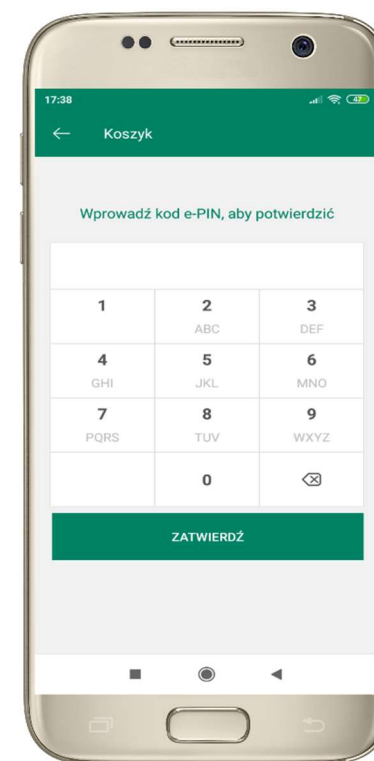 17:38
47
Koszyk
Wprowadź kod e-PIN, aby potwierdzić
1 2 3
ABC DEF
4 5 6
GHI JKL MNO
7 8 9
PQRS TUV WXYZ
0
ZATWIERDŹ